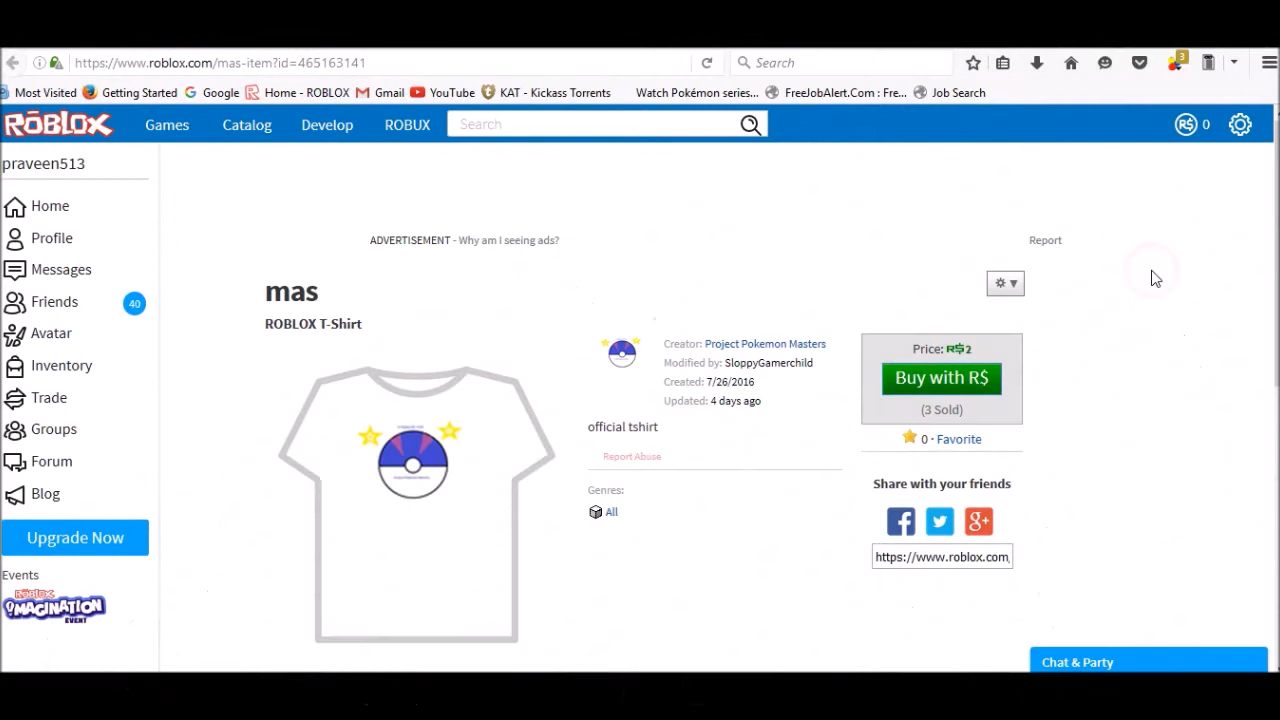 https://www.roblox.com/mas-item?id=465163141
Search
3
Most Visited Getting Started Google Home - ROBLOX Gmail YouTube KAT - Kickass Torrents Watch Pokémon series... FreeJobAlert.Com : Fre... Job Search
ROBLOX Games Catalog Develop ROBUX Search R$ 0
praveen513
Home
Profile
Messages
Friends 40
Avatar
Inventory
Trade
Groups
Forum
Blog
Upgrade Now
Events
ROBLOX
IMAGINATION
EVENT
ADVERTISEMENT - Why am I seeing ads? Report
mas
ROBLOX T-Shirt
Creator: Project Pokemon Masters
Modified by: SloppyGamerchild
Created: 7/26/2016
Updated: 4 days ago
official tshirt
Report Abuse
Genres:
All
Price: R$2
Buy with R$
(3 Sold)
0 · Favorite
Share with your friends
f
g+
https://www.roblox.com,
Chat & Party